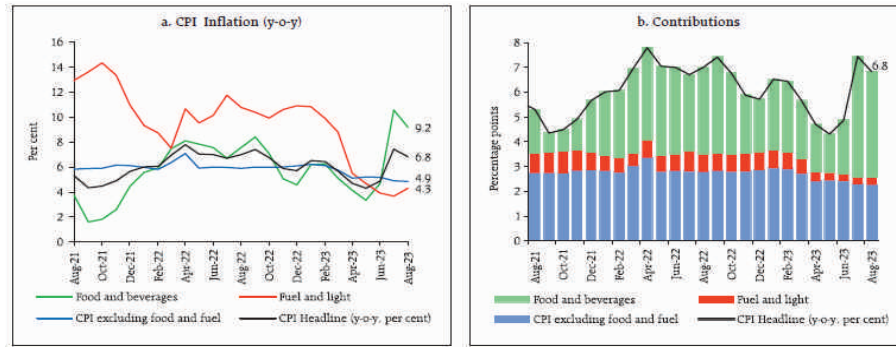 a. CPI Inflation (y-o-y)
16
14
12
10
8
6
4
2
0
Per cent
9.2
6.8
4.9
4.3
Aug-21
Oct-21
Dec-21
Feb-22
Apr-22
Jun-22
Aug-22
Oct-22
Dec-22
Feb-23
Apr-23
Jun-23
Aug-23
Food and beverages
Fuel and light
CPI excluding food and fuel
CPI Headline (y-o-y, per cent)
b. Contributions
8
7
6
5
4
3
2
1
0
Percentage points
6.8
Aug-21
Oct-21
Dec-21
Feb-22
Apr-22
Jun-22
Aug-22
Oct-22
Dec-22
Feb-23
Apr-23
Jun-23
Aug-23
Food and beverages
Fuel and light
CPI excluding food and fuel
CPI Headline (y-o-y, per cent)